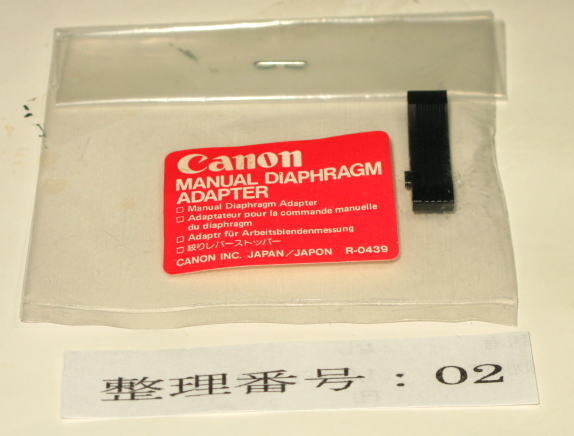 Canon
MANUAL DIAPHRAGM
ADAPTER
□ Manual Diaphragm Adapter
□ Adaptateur pour la commande manuelle
du diaphragm
□ Adaptr für Arbeitsblendenmessung
□ 絞りレバーストッパー
CANON INC. JAPAN/JAPON R-0439
整理番号：02